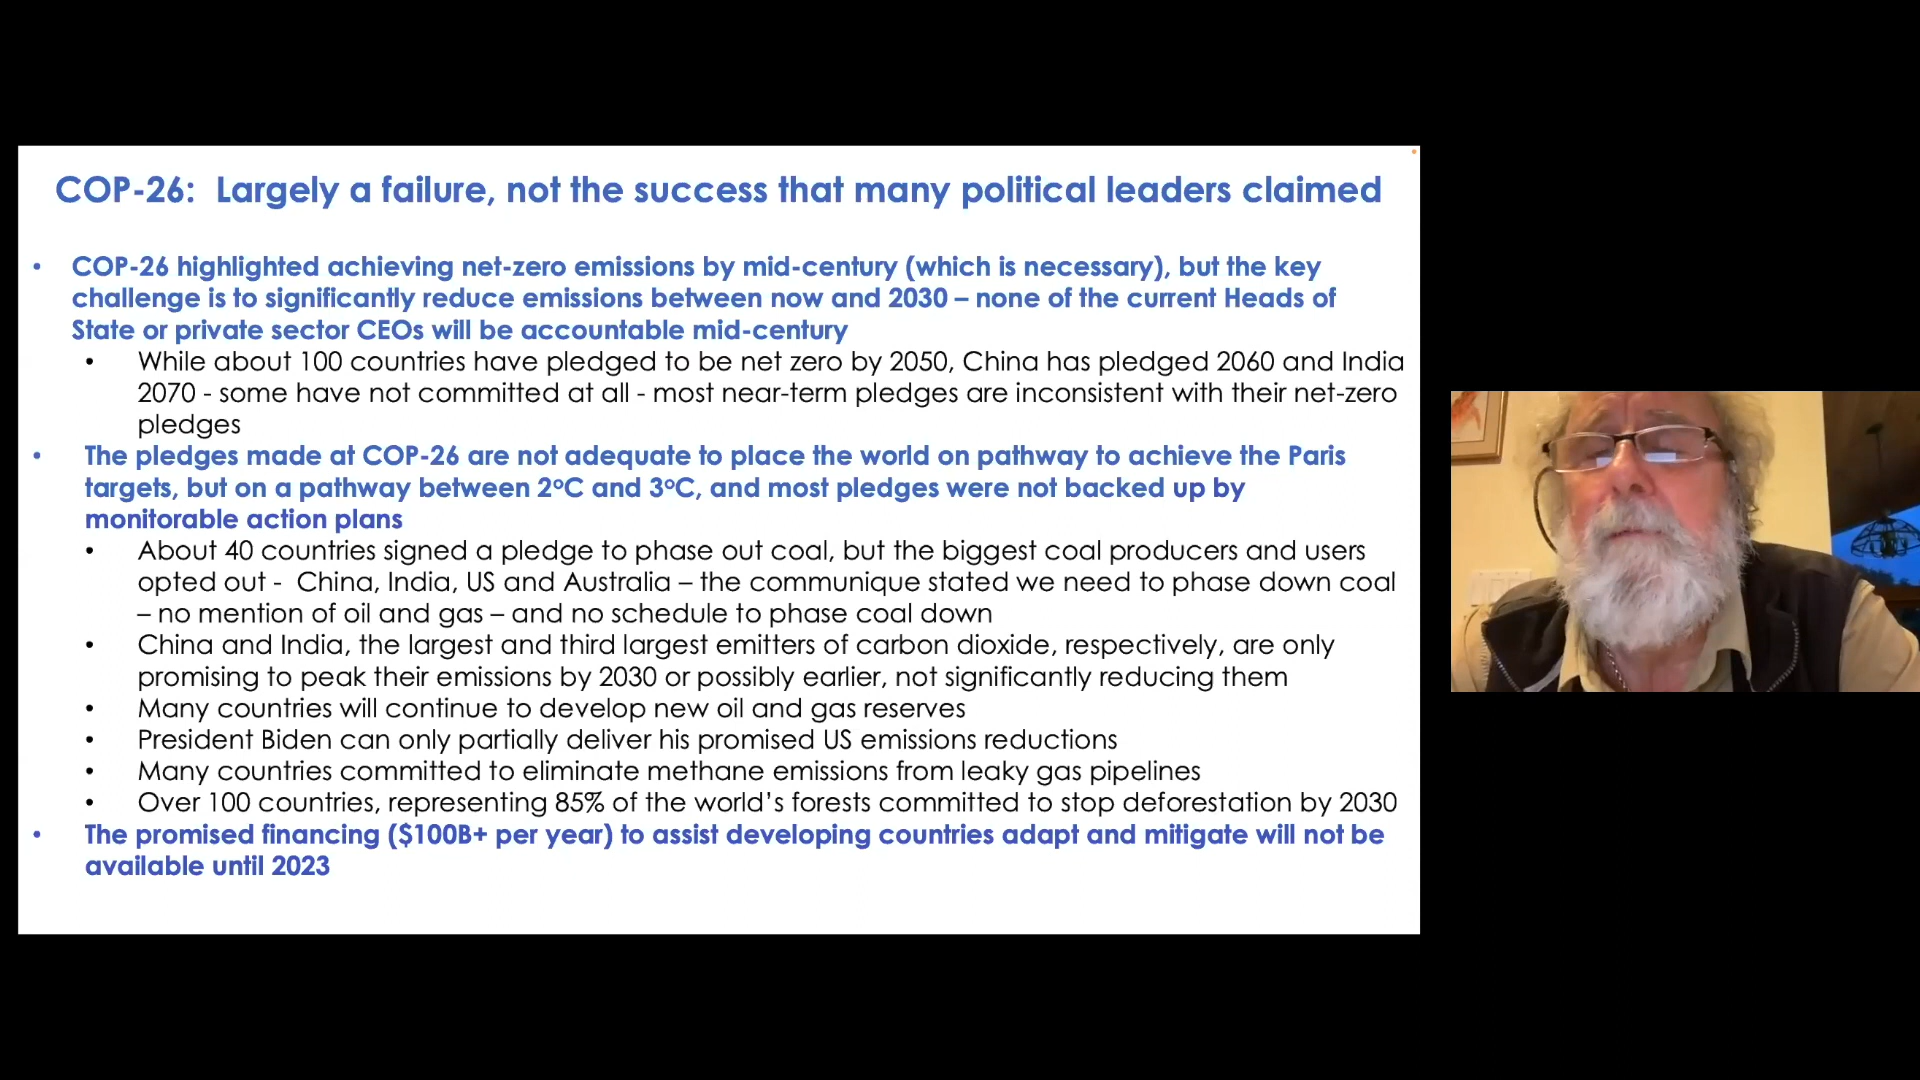 COP-26:  Largely a failure, not the success that many political leaders claimed
• COP-26 highlighted achieving net-zero emissions by mid-century (which is necessary), but the key
challenge is to significantly reduce emissions between now and 2030 – none of the current Heads of
State or private sector CEOs will be accountable mid-century
• While about 100 countries have pledged to be net zero by 2050, China has pledged 2060 and India
2070 - some have not committed at all - most near-term pledges are inconsistent with their net-zero
pledges
• The pledges made at COP-26 are not adequate to place the world on pathway to achieve the Paris
targets, but on a pathway between 2°C and 3°C, and most pledges were not backed up by
monitorable action plans
• About 40 countries signed a pledge to phase out coal, but the biggest coal producers and users
opted out -  China, India, US and Australia – the communique stated we need to phase down coal
– no mention of oil and gas – and no schedule to phase coal down
• China and India, the largest and third largest emitters of carbon dioxide, respectively, are only
promising to peak their emissions by 2030 or possibly earlier, not significantly reducing them
• Many countries will continue to develop new oil and gas reserves
• President Biden can only partially deliver his promised US emissions reductions
• Many countries committed to eliminate methane emissions from leaky gas pipelines
• Over 100 countries, representing 85% of the world's forests committed to stop deforestation by 2030
• The promised financing ($100B+ per year) to assist developing countries adapt and mitigate will not be
available until 2023